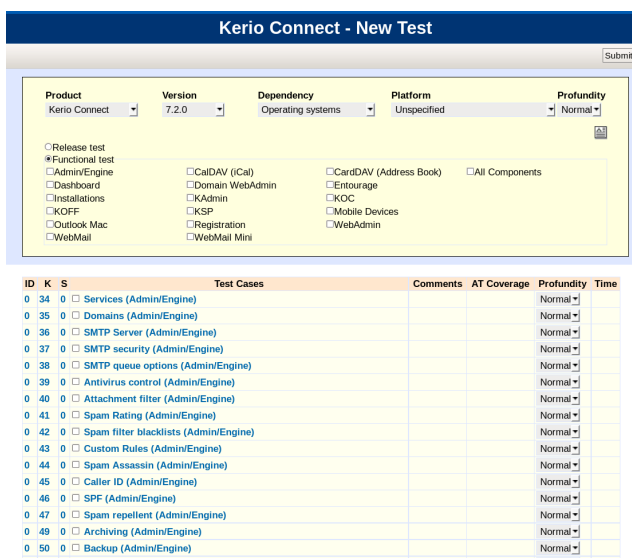 Kerio Connect - New Test
Submit
Product Version Dependency Platform Profundity
Kerio Connect 7.2.0 Operating systems Unspecified Normal
Release test
Functional test
Admin/Engine CalDAV (iCal) CardDAV (Address Book) All Components
Dashboard Domain WebAdmin Entourage
Installations KAdmin KOC
KOFF KSP Mobile Devices
Outlook Mac Registration WebAdmin
WebMail WebMail Mini
ID K S Test Cases Comments AT Coverage Profundity Time
0 34 0 Services (Admin/Engine) Normal
0 35 0 Domains (Admin/Engine) Normal
0 36 0 SMTP Server (Admin/Engine) Normal
0 37 0 SMTP security (Admin/Engine) Normal
0 38 0 SMTP queue options (Admin/Engine) Normal
0 39 0 Antivirus control (Admin/Engine) Normal
0 40 0 Attachment filter (Admin/Engine) Normal
0 41 0 Spam Rating (Admin/Engine) Normal
0 42 0 Spam filter blacklists (Admin/Engine) Normal
0 43 0 Custom Rules (Admin/Engine) Normal
0 44 0 Spam Assassin (Admin/Engine) Normal
0 45 0 Caller ID (Admin/Engine) Normal
0 46 0 SPF (Admin/Engine) Normal
0 47 0 Spam repellent (Admin/Engine) Normal
0 49 0 Archiving (Admin/Engine) Normal
0 50 0 Backup (Admin/Engine) Normal